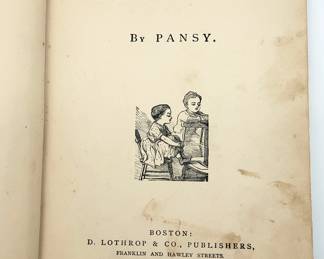 By PANSY.
BOSTON:
D. LOTHROP & CO., PUBLISHERS,
FRANKLIN AND HAWLEY STREETS.